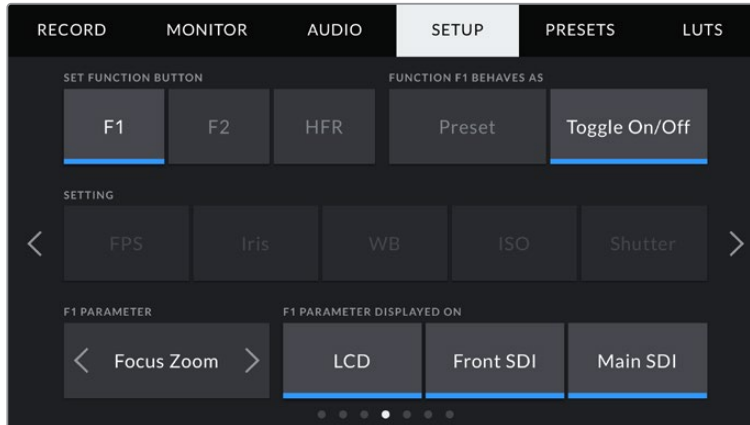 RECORD MONITOR AUDIO SETUP PRESETS LUTS
SET FUNCTION BUTTON FUNCTION F1 BEHAVES AS
F1 F2 HFR Preset Toggle On/Off
SETTING
FPS Iris WB ISO Shutter
F1 PARAMETER F1 PARAMETER DISPLAYED ON
Focus Zoom LCD Front SDI Main SDI